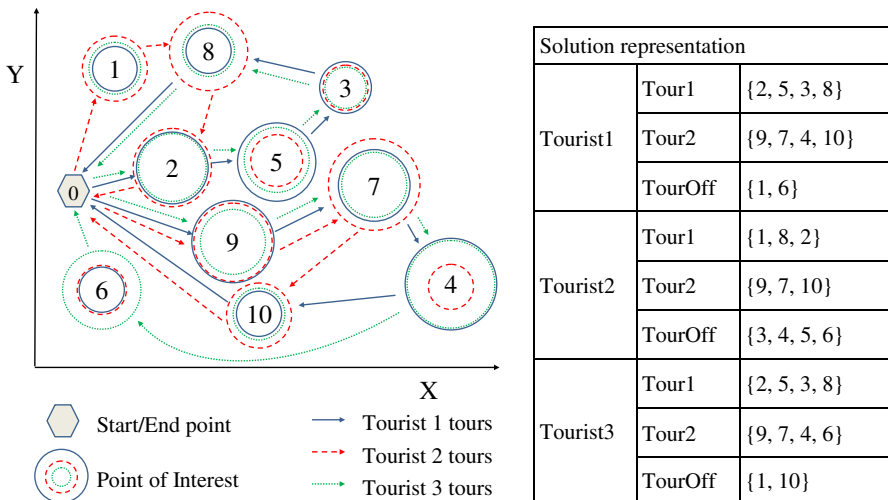 Y
1
8
3
2
5
0
7
9
6
10
4
X
Start/End point
Point of Interest
Tourist 1 tours
Tourist 2 tours
Tourist 3 tours
Solution representation
Tourist1
Tour1 {2, 5, 3, 8}
Tour2 {9, 7, 4, 10}
TourOff {1, 6}
Tourist2
Tour1 {1, 8, 2}
Tour2 {9, 7, 10}
TourOff {3, 4, 5, 6}
Tourist3
Tour1 {2, 5, 3, 8}
Tour2 {9, 7, 4, 6}
TourOff {1, 10}